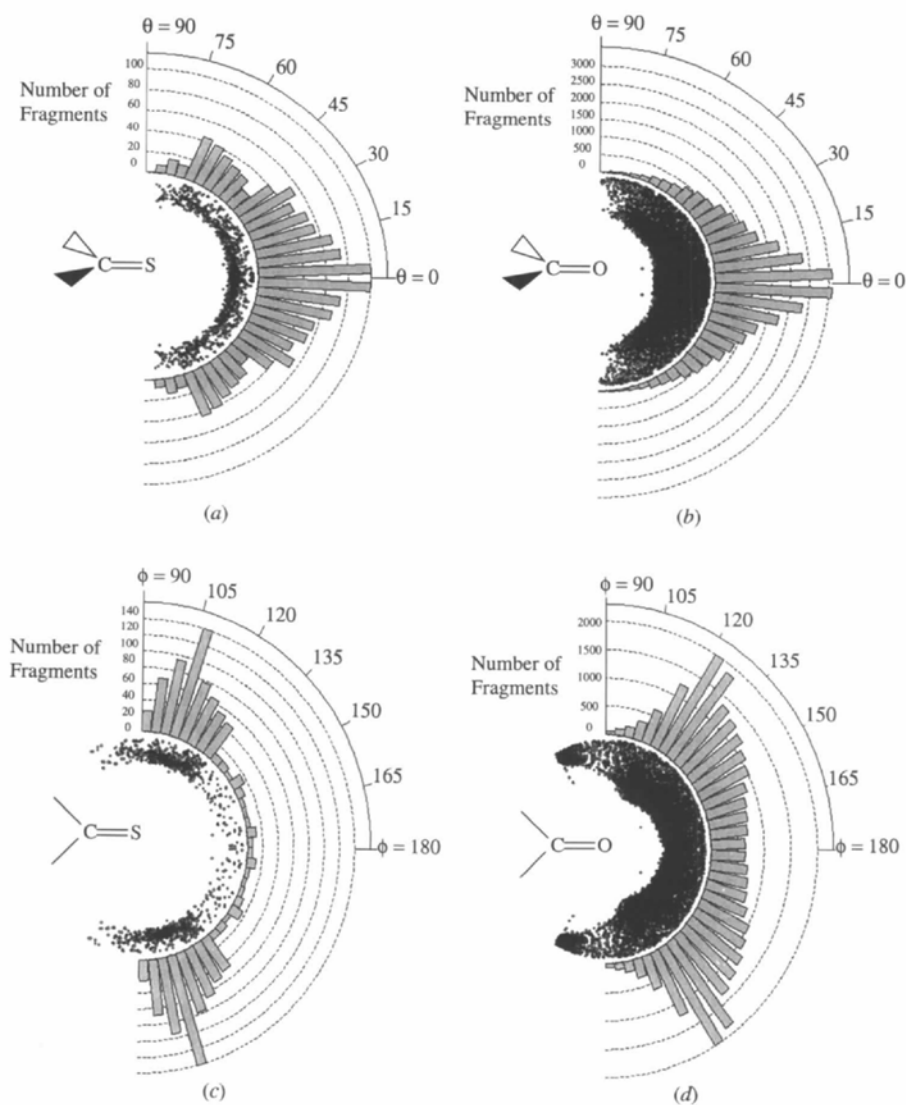 θ = 90
75
60
45
30
15
θ = 0
Number of
Fragments
100
80
60
40
20
0
C
S
(a)
θ = 90
75
60
45
30
15
θ = 0
Number of
Fragments
3000
2500
2000
1500
1000
500
0
C
O
(b)
ϕ = 90
105
120
135
150
165
ϕ = 180
Number of
Fragments
140
120
100
80
60
40
20
0
C
S
(c)
ϕ = 90
105
120
135
150
165
ϕ = 180
Number of
Fragments
2000
1500
1000
500
0
C
O
(d)